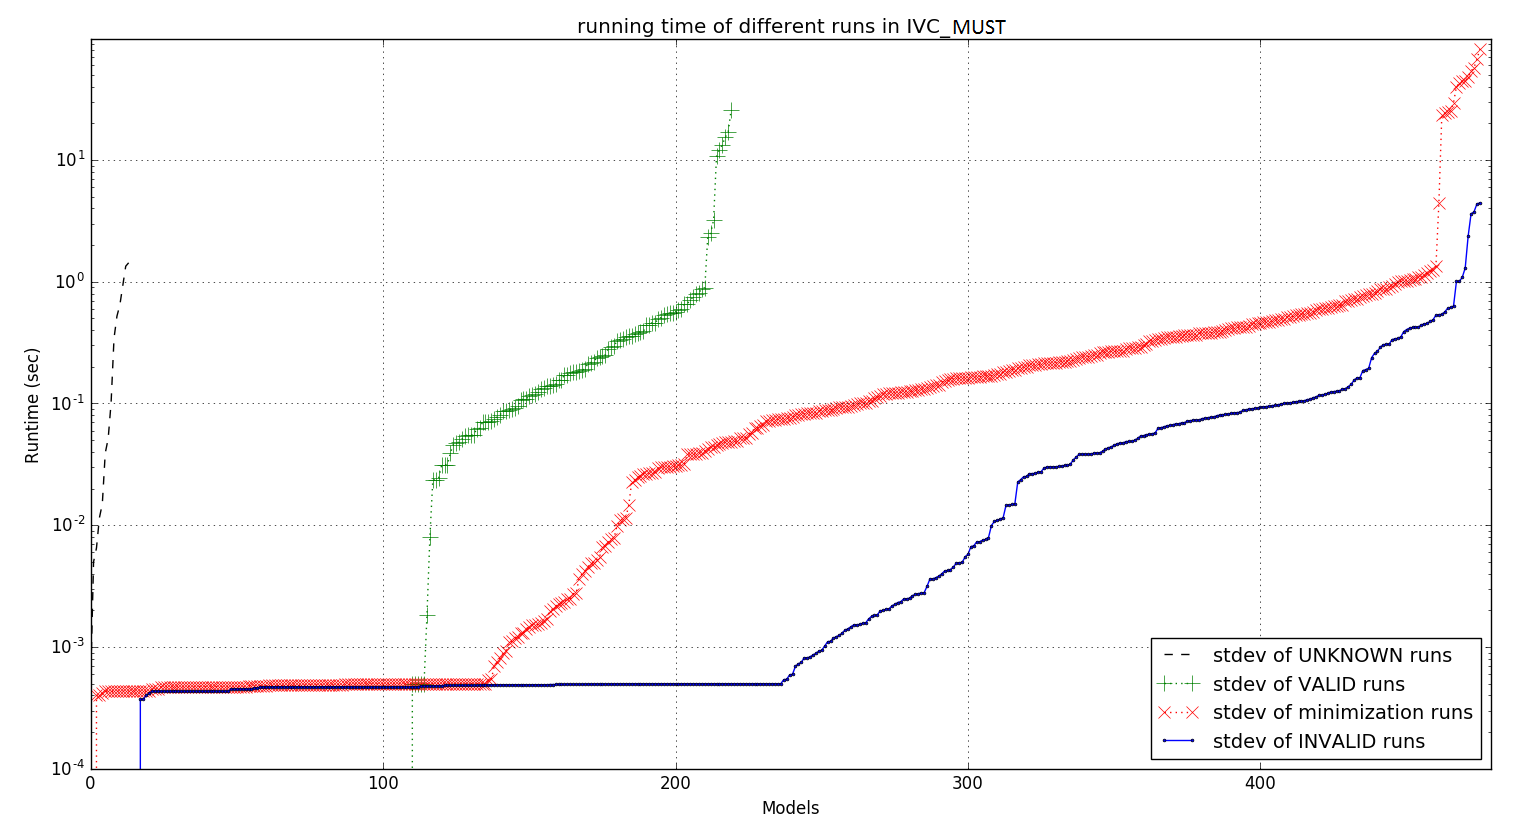 running time of different runs in IVC_MUST
Runtime (sec)
10^1
10^0
10^-1
10^-2
10^-3
10^-4
0 100 200 300 400
Models
stdev of UNKNOWN runs
stdev of VALID runs
stdev of minimization runs
stdev of INVALID runs